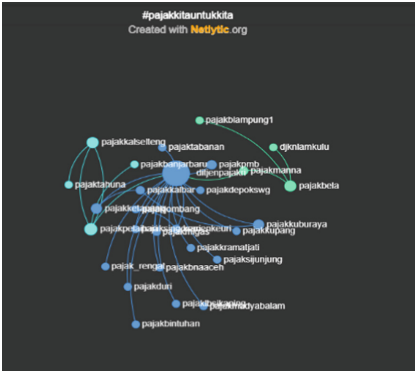 #pajakkitauntukkita
Created with Netlytic.org
pajakblampung1
pajakkalselteng
pajaktabanan
djknlamkulu
pajakbanjarbaru
pajakpmb
ditjenpajakri
pajakmanna
pajaktabuna
pajakkalbar
pajakdepokswg
pajakbela
pajakkuburaya
pajakkupang
pajakkramatjati
pajaksijunjung
pajak_rengat
pajakbnaaceh
pajakduri
pajakmadyabalam
pajakbintuhan